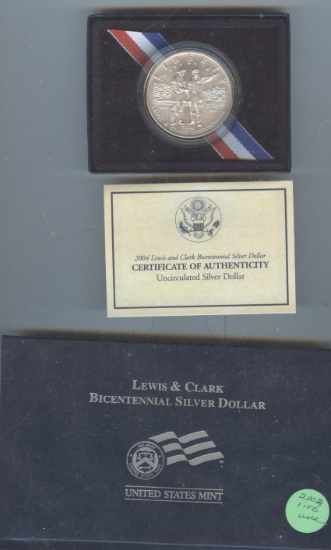 LIBERTY
2004 Lewis and Clark Bicentennial Silver Dollar
CERTIFICATE OF AUTHENTICITY
Uncirculated Silver Dollar
LEWIS & CLARK
BICENTENNIAL SILVER DOLLAR
UNITED STATES MINT